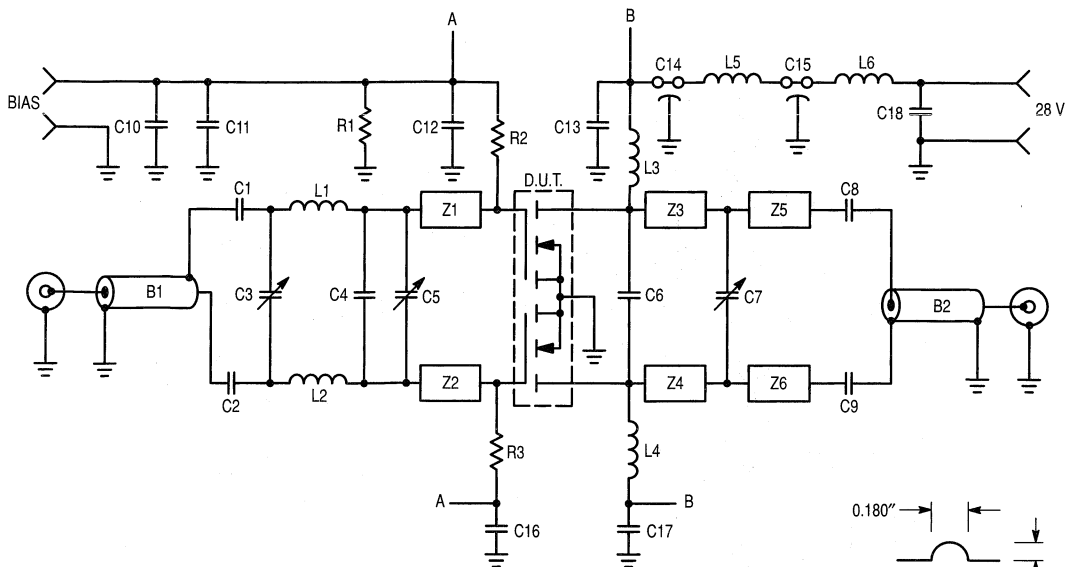 A
B
C14
L5
C15
L6
BIAS
C10
C11
R1
C12
R2
C13
C18
28 V
L3
D.U.T.
C1
L1
Z1
Z3
Z5
C8
B1
C3
C4
C5
C6
C7
B2
C2
L2
Z2
Z4
Z6
C9
R3
L4
A
B
C16
C17
0.180"